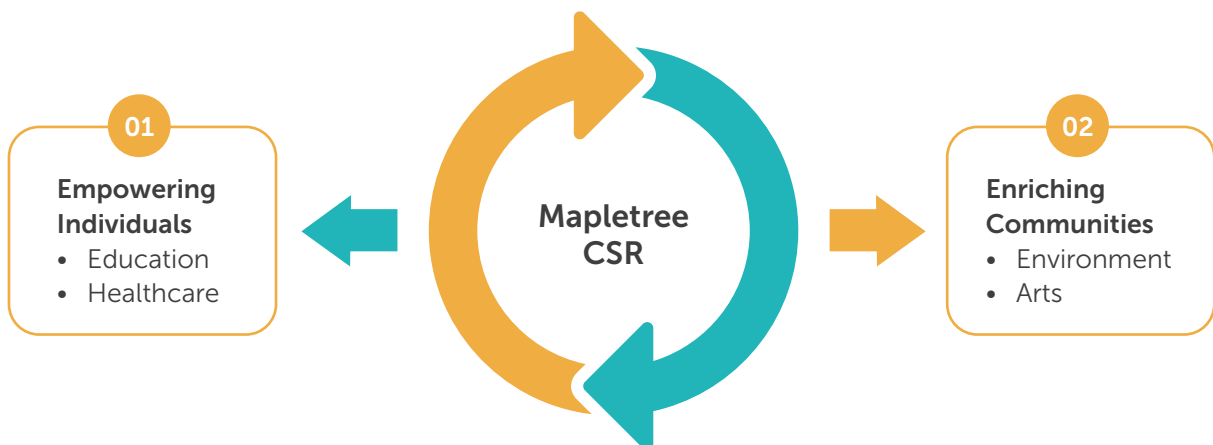 01
Empowering
Individuals
• Education
• Healthcare
Mapletree
CSR
02
Enriching
Communities
• Environment
• Arts